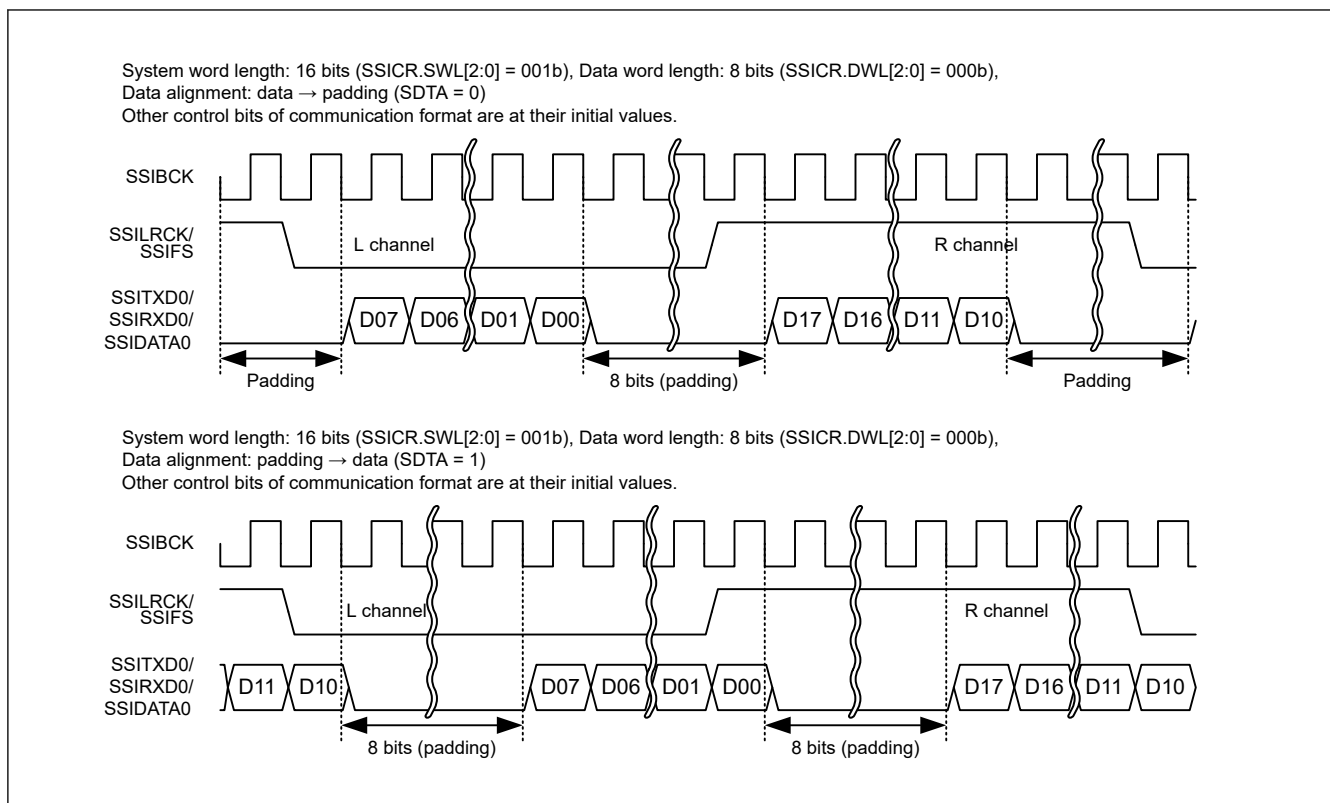 System word length: 16 bits (SSICR.SWL[2:0] = 001b), Data word length: 8 bits (SSICR.DWL[2:0] = 000b),
Data alignment: data → padding (SDTA = 0)
Other control bits of communication format are at their initial values.
SSIBCK
SSILRCK/
SSIFS
L channel
R channel
SSITXD0/
SSIRXD0/
SSIDATA0
D07 D06 D01 D00 D17 D16 D11 D10
Padding 8 bits (padding) Padding
System word length: 16 bits (SSICR.SWL[2:0] = 001b), Data word length: 8 bits (SSICR.DWL[2:0] = 000b),
Data alignment: padding → data (SDTA = 1)
Other control bits of communication format are at their initial values.
SSIBCK
SSILRCK/
SSIFS
L channel
R channel
SSITXD0/
SSIRXD0/
SSIDATA0
D11 D10 D07 D06 D01 D00 D17 D16 D11 D10
8 bits (padding) 8 bits (padding)